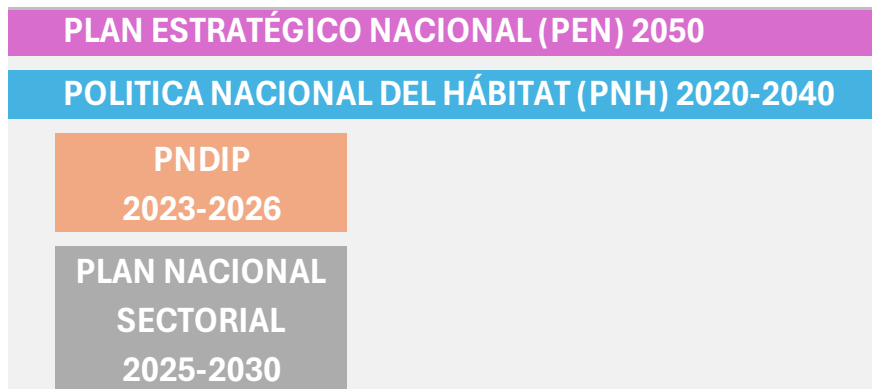 PLAN ESTRATÉGICO NACIONAL (PEN) 2050
POLITICA NACIONAL DEL HÁBITAT (PNH) 2020-2040
PNDIP
2023-2026
PLAN NACIONAL
SECTORIAL
2025-2030